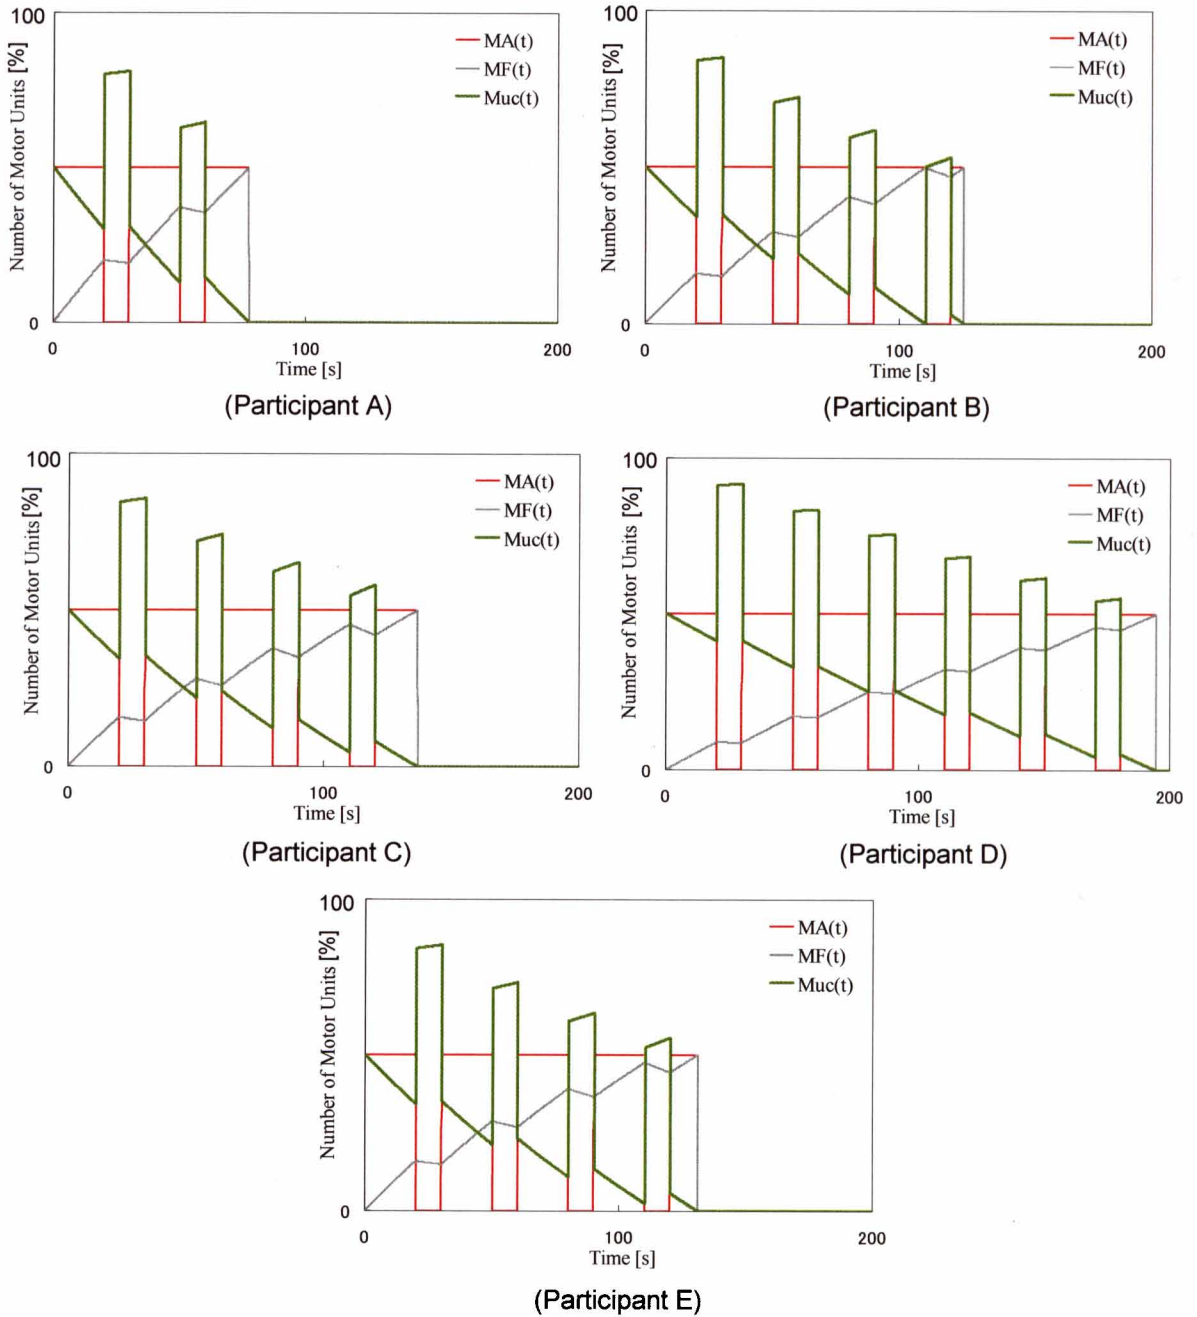 100
Number of Motor Units [%]
MA(t)
MF(t)
Muc(t)
0
0 100 200
Time [s]
(Participant A)
100
Number of Motor Units [%]
MA(t)
MF(t)
Muc(t)
0
0 100 200
Time [s]
(Participant B)
100
Number of Motor Units [%]
MA(t)
MF(t)
Muc(t)
0
0 100 200
Time [s]
(Participant C)
100
Number of Motor Units [%]
MA(t)
MF(t)
Muc(t)
0
0 100 200
Time [s]
(Participant D)
100
Number of Motor Units [%]
MA(t)
MF(t)
Muc(t)
0
0 100 200
Time [s]
(Participant E)